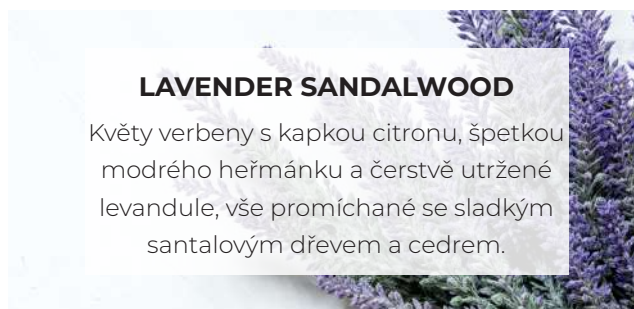 LAVENDER SANDALWOOD
Květy verbeny s kapkou citronu, špetkou
modrého heřmánku a čerstvě utržené
levandule, vše promíchané se sladkým
santalovým dřevem a cedrem.